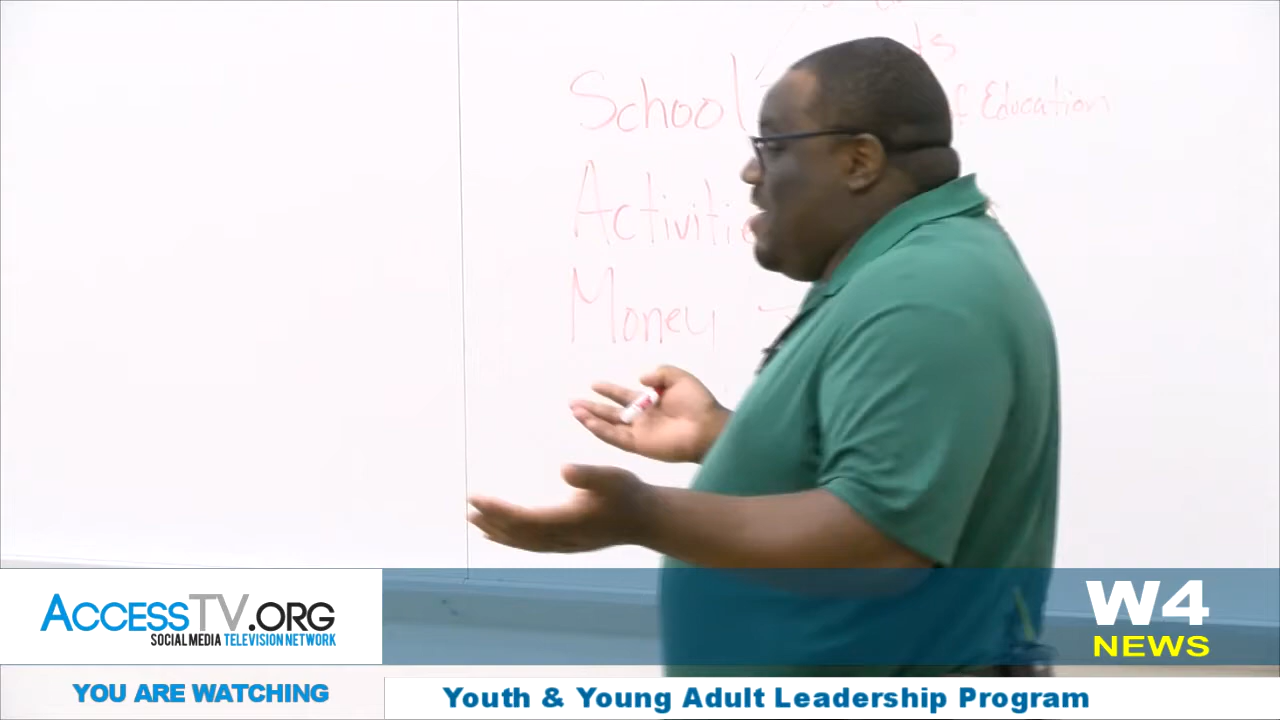 School
of Education
Activitie
Money
ACCESSTV.ORG
SOCIAL MEDIA TELEVISION NETWORK
W4
NEWS
YOU ARE WATCHING
Youth & Young Adult Leadership Program